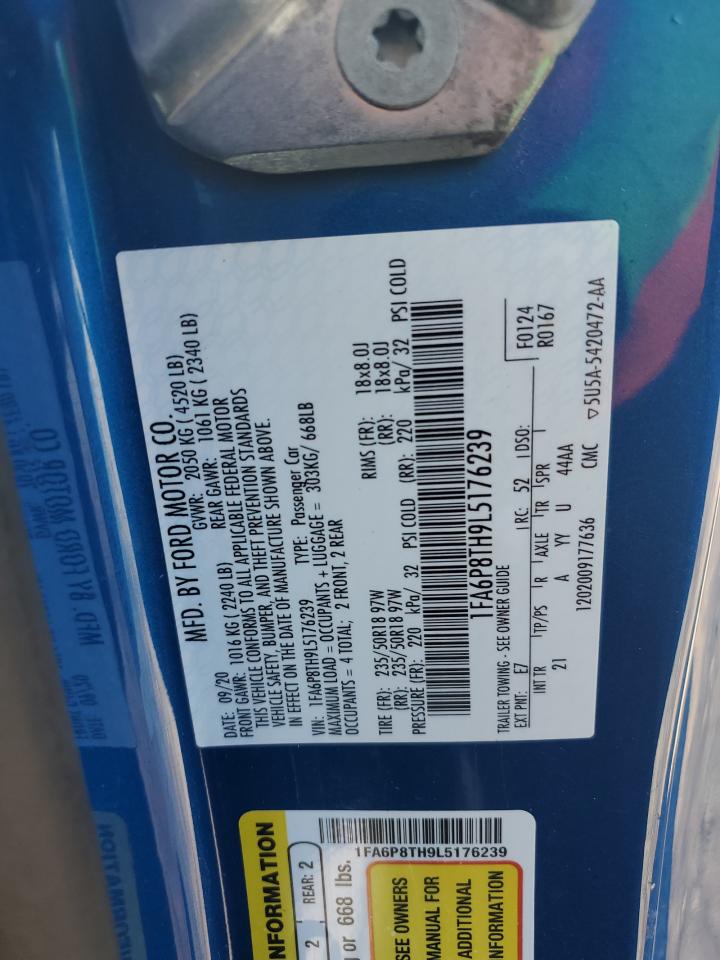 MFD. BY FORD MOTOR CO.
DATE: 09/20 GVWR: 2050 KG ( 4520 LB)
FRONT GAWR: 1016 KG (2240 LB) REAR GAWR: 1061 KG ( 2340 LB)
THIS VEHICLE CONFORMS TO ALL APPLICABLE FEDERAL MOTOR
VEHICLE SAFETY, BUMPER, AND THEFT PREVENTION STANDARDS
IN EFFECT ON THE DATE OF MANUFACTURE SHOWN ABOVE.
VIN: 1FA6P8TH9L5176239 TYPE: Passenger Car
MAXIMUM LOAD = OCCUPANTS + LUGGAGE = 303KG/ 668LB
OCCUPANTS = 4 TOTAL; 2 FRONT, 2 REAR
TIRE (FR): 235/50R18 97W RIMS (FR): 18x8.0J
(RR): 235/50R18 97W (RR): 18x8.0J
PRESSURE (FR): 220 kPa/ 32 PSI COLD (RR): 220 kPa/ 32 PSI COLD
1FA6P8TH9L5176239
TRAILER TOWING - SEE OWNER GUIDE F0124
EXT PNT: E7 RC: 52 DSO: R0167
INT TR TP/PS R AXLE TR SPR
21 A YY U 44AA
1202009177636 CMC ▽5U5A-5420472-AA
INFORMATION
2 REAR: 2
or 668 lbs.
1FA6P8TH9L5176239
SEE OWNERS
MANUAL FOR
ADDITIONAL
INFORMATION